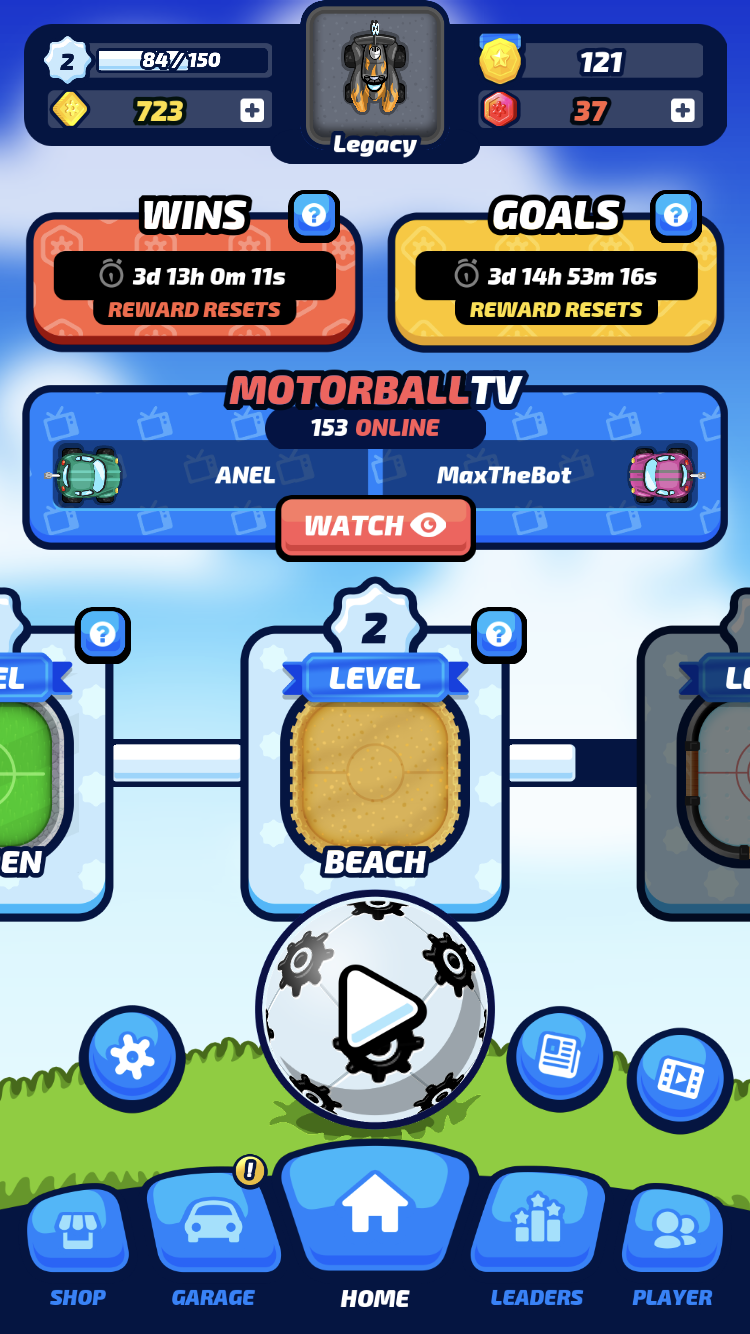 2
84/150
723
Legacy
121
37
WINS
?
3d 13h 0m 11s
REWARD RESETS
GOALS
?
3d 14h 53m 16s
REWARD RESETS
MOTORBALLTV
153 ONLINE
ANEL
MaxTheBot
WATCH
?
EL
EN
2
?
LEVEL
BEACH
L
!
SHOP
GARAGE
HOME
LEADERS
PLAYER